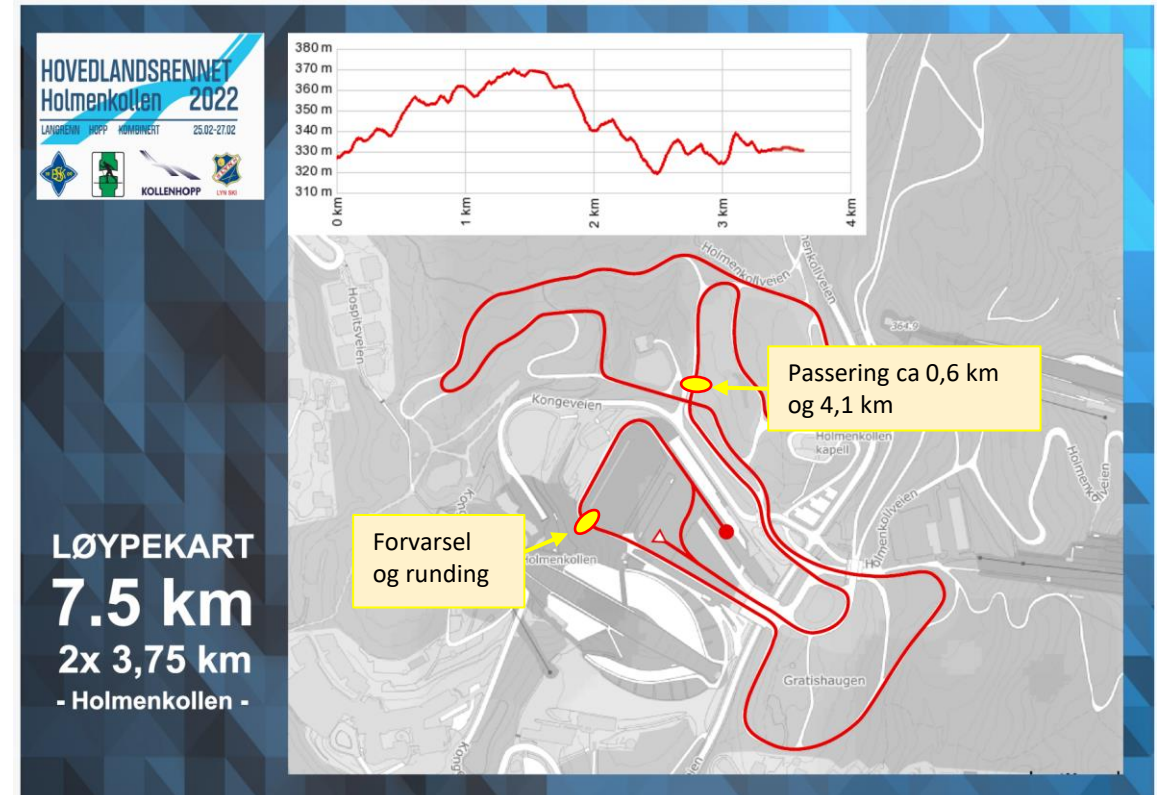 HOVEDLANDSRENNET
Holmenkollen 2022
LANGRENN HOPP KOMBINERT 25.02-27.02
KOLLENHOPP
LYN SKI
380 m
370 m
360 m
350 m
340 m
330 m
320 m
310 m
0 km
1 km
2 km
3 km
4 km
Holmenkollveien
Holmenkollveien
Hospitsveien
364.9
Passering ca 0,6 km
og 4,1 km
Kongeveien
Holmenkollen
kapell
Holmenkollveien
Forvarsel
og runding
Holmenkollen
LØYPEKART
7.5 km
2x 3,75 km
- Holmenkollen -
Gratishaugen